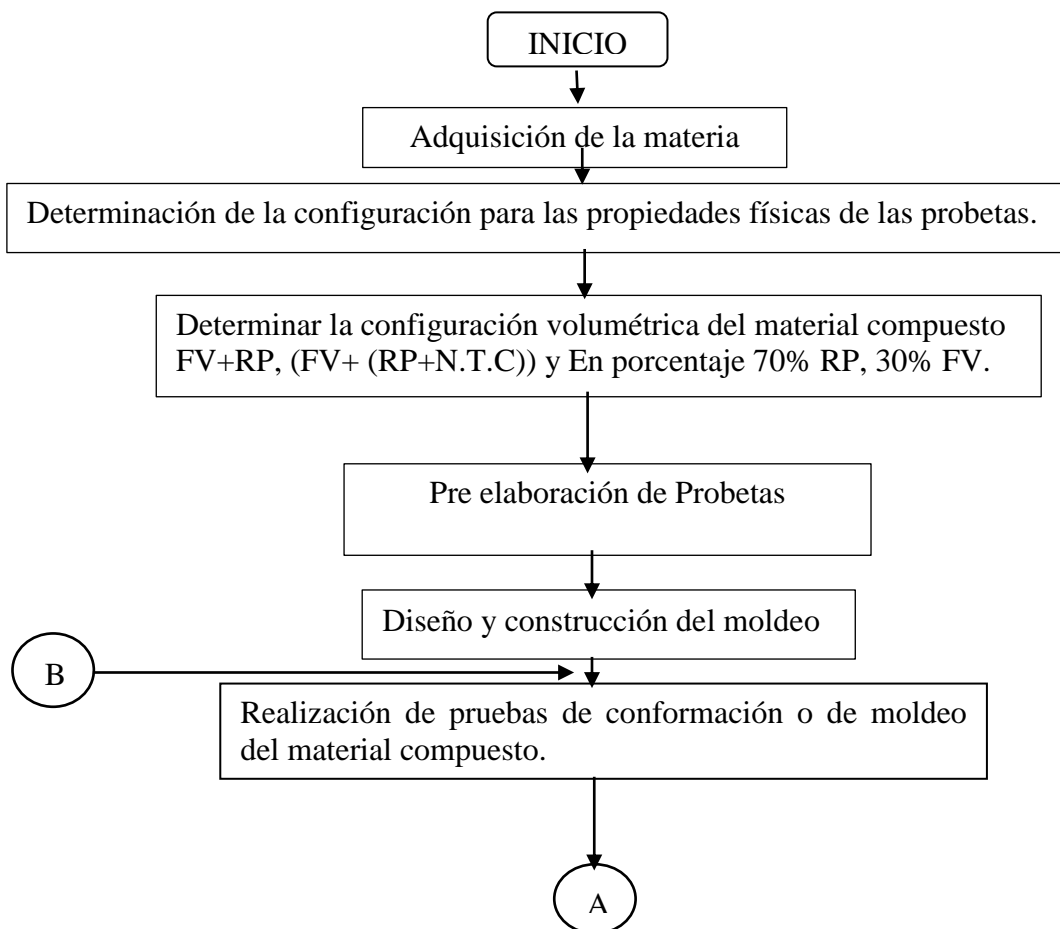 INICIO
Adquisición de la materia
Determinación de la configuración para las propiedades físicas de las probetas.
Determinar la configuración volumétrica del material compuesto
FV+RP, (FV+ (RP+N.T.C)) y En porcentaje 70% RP, 30% FV.
Pre elaboración de Probetas
Diseño y construcción del moldeo
B
Realización de pruebas de conformación o de moldeo
del material compuesto.
A